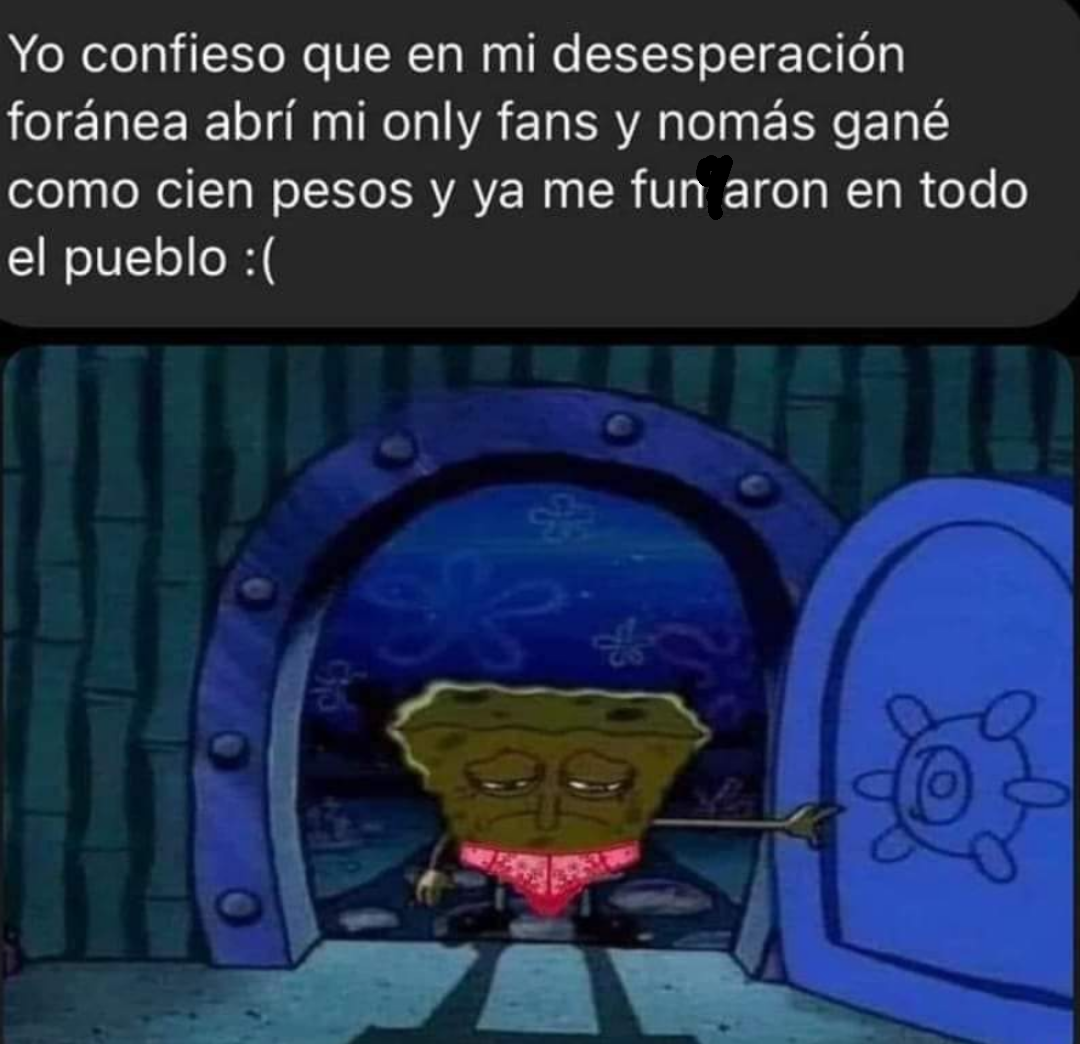 Yo confieso que en mi desesperación
foránea abrí mi only fans y nomás gané
como cien pesos y ya me en todo
el pueblo :(